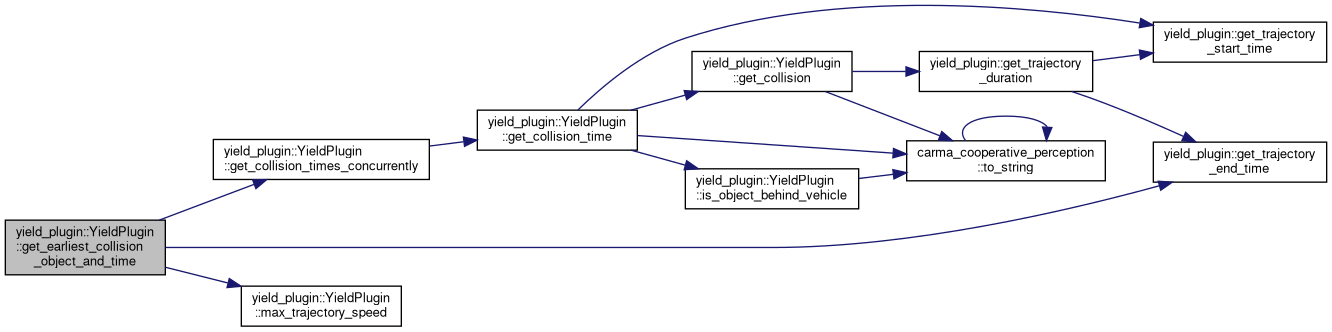 yield_plugin::YieldPlugin
::get_earliest_collision
_object_and_time
yield_plugin::YieldPlugin
::get_collision_times_concurrently
yield_plugin::YieldPlugin
::max_trajectory_speed
yield_plugin::YieldPlugin
::get_collision_time
yield_plugin::YieldPlugin
::get_collision
yield_plugin::YieldPlugin
::is_object_behind_vehicle
yield_plugin::get_trajectory
_duration
carma_cooperative_perception
::to_string
yield_plugin::get_trajectory
_start_time
yield_plugin::get_trajectory
_end_time